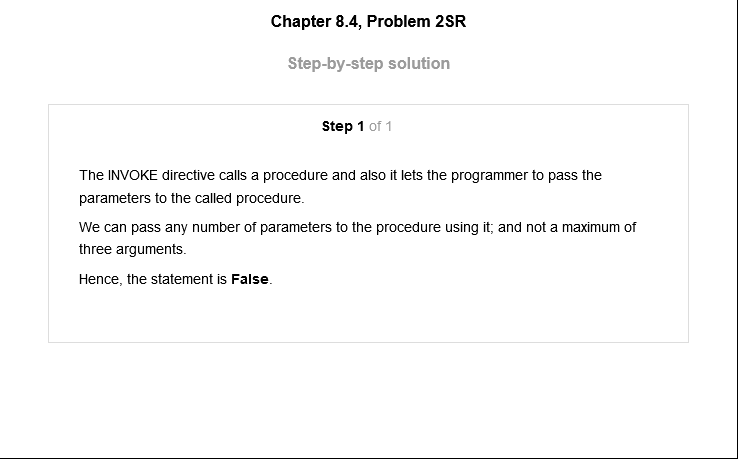 Chapter 8.4, Problem 2SR
Step-by-step solution
Step 1 of 1
The INVOKE directive calls a procedure and also it lets the programmer to pass the
parameters to the called procedure.
We can pass any number of parameters to the procedure using it; and not a maximum of
three arguments.
Hence, the statement is False.